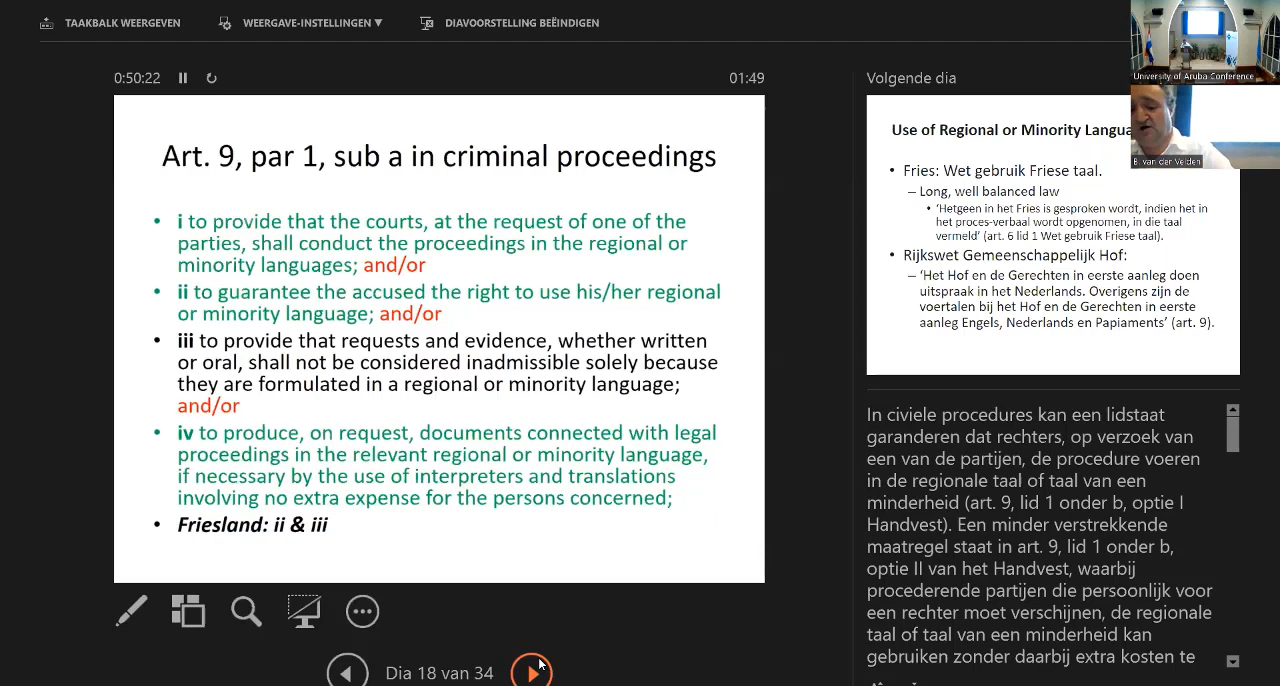 TAAKBALK WEERGEVEN
WEERGAVE-INSTELLINGEN ▼
DIAVOORSTELLING BEËINDIGEN
0:50:22
01:49
Art. 9, par 1, sub a in criminal proceedings
• i to provide that the courts, at the request of one of the
parties, shall conduct the proceedings in the regional or
minority languages; and/or
• ii to guarantee the accused the right to use his/her regional
or minority language; and/or
• iii to provide that requests and evidence, whether written
or oral, shall not be considered inadmissible solely because
they are formulated in a regional or minority language;
and/or
• iv to produce, on request, documents connected with legal
proceedings in the relevant regional or minority language,
if necessary by the use of interpreters and translations
involving no extra expense for the persons concerned;
• Friesland: ii & iii
Dia 18 van 34
Volgende dia
Use of Regional or Minority Langua
• Fries: Wet gebruik Friese taal.
– Long, well balanced law
• ‘Hetgeen in het Fries is gesproken wordt, indien het in
het proces-verbaal wordt opgenomen, in die taal
vermeld’ (art. 6 lid 1 Wet gebruik Friese taal).
• Rijkswet Gemeenschappelijk Hof:
– ‘Het Hof en de Gerechten in eerste aanleg doen
uitspraak in het Nederlands. Overigens zijn de
voertalen bij het Hof en de Gerechten in eerste
aanleg Engels, Nederlands en Papiaments’ (art. 9).
In civiele procedures kan een lidstaat
garanderen dat rechters, op verzoek van
een van de partijen, de procedure voeren
in de regionale taal of taal van een
minderheid (art. 9, lid 1 onder b, optie I
Handvest). Een minder verstrekkende
maatregel staat in art. 9, lid 1 onder b,
optie II van het Handvest, waarbij
procederende partijen die persoonlijk voor
een rechter moet verschijnen, de regionale
taal of taal van een minderheid kan
gebruiken zonder daarbij extra kosten te
University of Aruba Conference
B. van der Velden